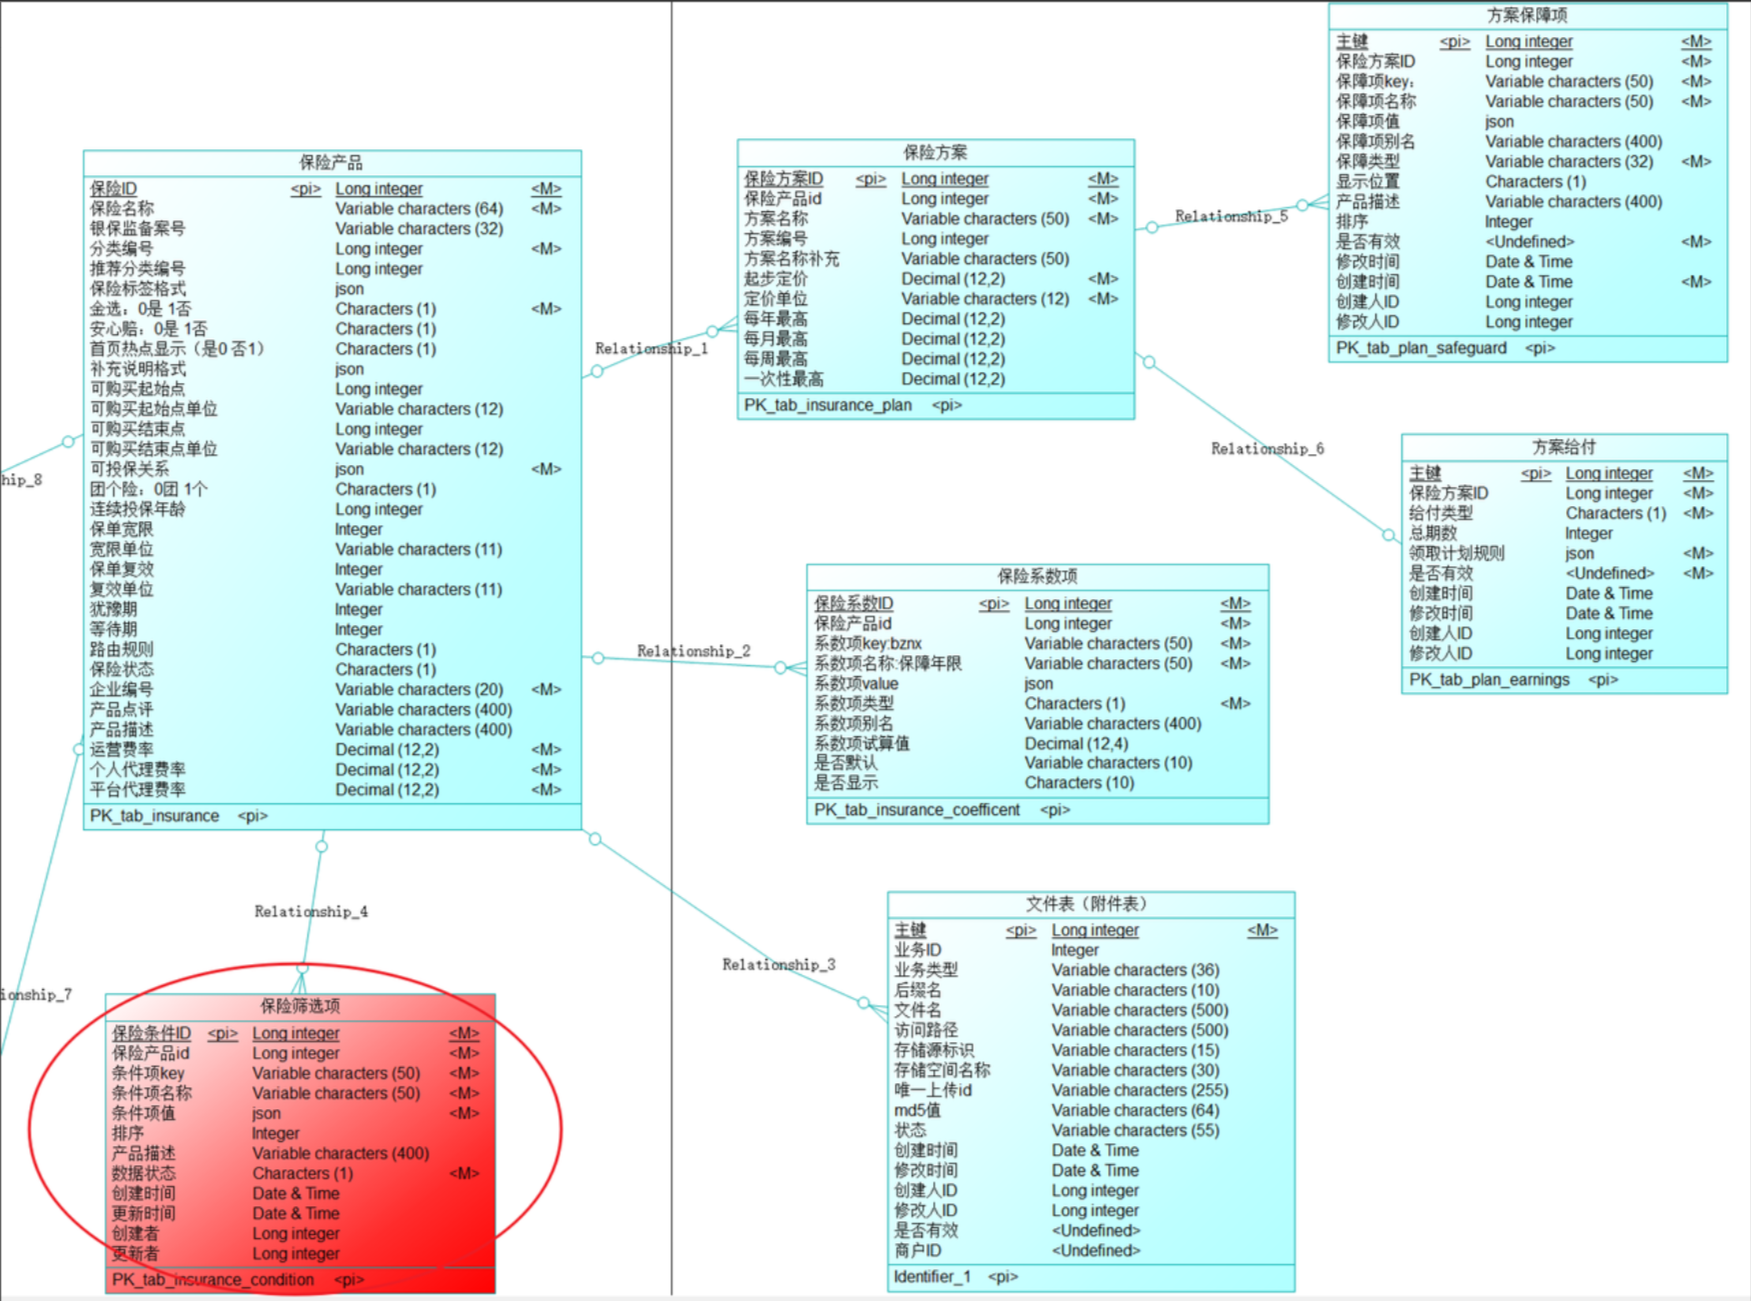 保险产品
保险ID <pi> Long integer <M>
保险名称 Variable characters (64) <M>
银保监备案号 Variable characters (32)
分类编号 Long integer <M>
推荐分类编号 Long integer
保险标签格式 json
金选：0是 1否 Characters (1) <M>
安心赔：0是 1否 Characters (1)
首页热点显示（是0 否1） Characters (1)
补充说明格式 json
可购买起始点 Long integer
可购买起始点单位 Variable characters (12)
可购买结束点 Long integer
可购买结束点单位 Variable characters (12)
可投保关系 json <M>
团个险：0团 1个 Characters (1)
连续投保年龄 Long integer
保单宽限 Integer
宽限单位 Variable characters (11)
保单复效 Integer
复效单位 Variable characters (11)
犹豫期 Integer
等待期 Integer
路由规则 Characters (1)
保险状态 Characters (1)
企业编号 Variable characters (20) <M>
产品点评 Variable characters (400)
产品描述 Variable characters (400)
运营费率 Decimal (12,2) <M>
个人代理费率 Decimal (12,2) <M>
平台代理费率 Decimal (12,2) <M>
PK_tab_insurance <pi>
hip_8
ionship_7
Relationship_4
保险筛选项
保险条件ID <pi> Long integer <M>
保险产品id Long integer <M>
条件项key Variable characters (50) <M>
条件项名称 Variable characters (50) <M>
条件项值 json <M>
排序 Integer
产品描述 Variable characters (400)
数据状态 Characters (1) <M>
创建时间 Date & Time
更新时间 Date & Time
创建者 Long integer
更新者 Long integer
PK_tab_insurance_condition <pi>
Relationship_1
保险方案
保险方案ID <pi> Long integer <M>
保险产品id Long integer <M>
方案名称 Variable characters (50) <M>
方案编号 Long integer
方案名称补充 Variable characters (50)
起步定价 Decimal (12,2) <M>
定价单位 Variable characters (12) <M>
每年最高 Decimal (12,2)
每月最高 Decimal (12,2)
每周最高 Decimal (12,2)
一次性最高 Decimal (12,2)
PK_tab_insurance_plan <pi>
Relationship_5
方案保障项
主键 <pi> Long integer <M>
保险方案ID Long integer <M>
保障项key： Variable characters (50) <M>
保障项名称 Variable characters (50) <M>
保障项值 json
保障项别名 Variable characters (400)
保障类型 Variable characters (32) <M>
显示位置 Characters (1)
产品描述 Variable characters (400)
排序 Integer
是否有效 <Undefined> <M>
修改时间 Date & Time
创建时间 Date & Time <M>
创建人ID Long integer
修改人ID Long integer
PK_tab_plan_safeguard <pi>
Relationship_6
方案给付
主键 <pi> Long integer <M>
保险方案ID Long integer <M>
给付类型 Characters (1) <M>
总期数 Integer
领取计划规则 json <M>
是否有效 <Undefined> <M>
创建时间 Date & Time
修改时间 Date & Time
创建人ID Long integer
修改人ID Long integer
PK_tab_plan_earnings <pi>
Relationship_2
保险系数项
保险系数ID <pi> Long integer <M>
保险产品id Long integer <M>
系数项key:bznx Variable characters (50) <M>
系数项名称:保障年限 Variable characters (50) <M>
系数项value json
系数项类型 Characters (1) <M>
系数项别名 Variable characters (400)
系数项试算值 Decimal (12,4)
是否默认 Variable characters (10)
是否显示 Characters (10)
PK_tab_insurance_coefficent <pi>
Relationship_3
文件表（附件表）
主键 <pi> Long integer <M>
业务ID Integer
业务类型 Variable characters (36)
后缀名 Variable characters (10)
文件名 Variable characters (500)
访问路径 Variable characters (500)
存储源标识 Variable characters (15)
存储空间名称 Variable characters (30)
唯一上传id Variable characters (255)
md5值 Variable characters (64)
状态 Variable characters (55)
创建时间 Date & Time
修改时间 Date & Time
创建人ID Long integer
修改人ID Long integer
是否有效 <Undefined>
商户ID <Undefined>
Identifier_1 <pi>